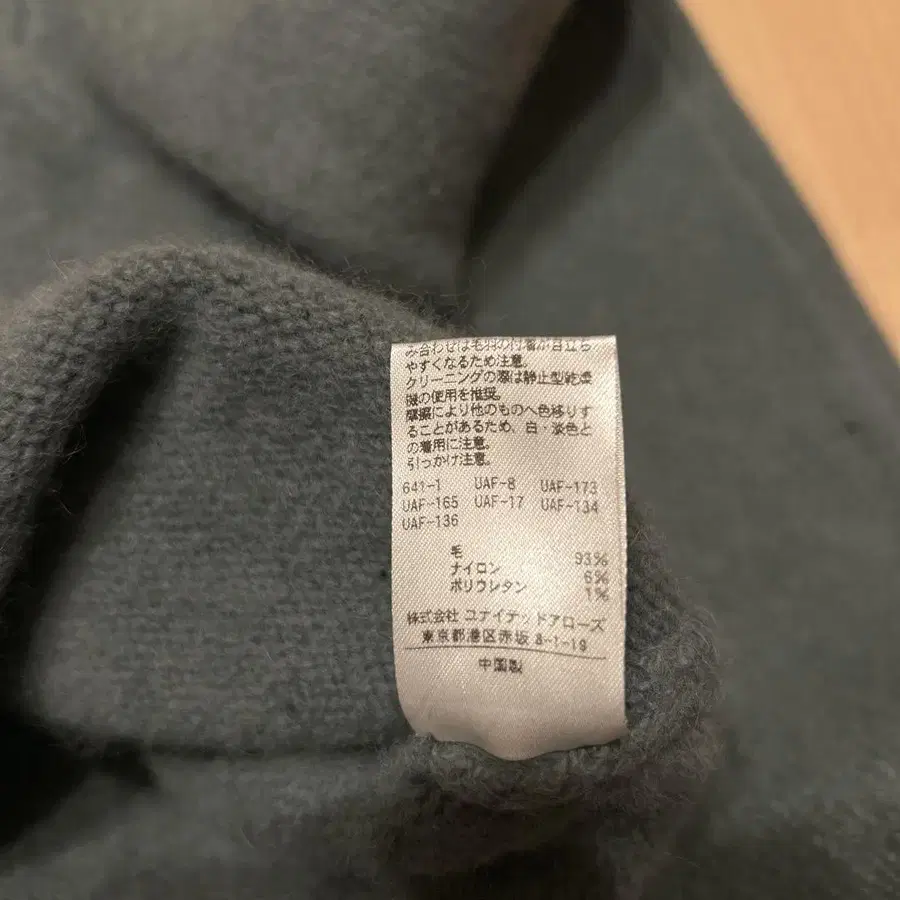 み合わせは毛羽の付着が目立ち
やすくなるため注意。
クリーニングの際は静止型乾燥
機の使用を推奨。
摩擦により他のものへ色移りす
ることがあるため、白・淡色と
の着用に注意。
引っかけ注意。
641-1 UAF-8 UAF-173
UAF-165 UAF-17 UAF-134
UAF-136
毛 93%
ナイロン 6%
ポリウレタン 1%
株式会社 ユナイテッドアローズ
東京都港区赤坂 8-1-19
中国製